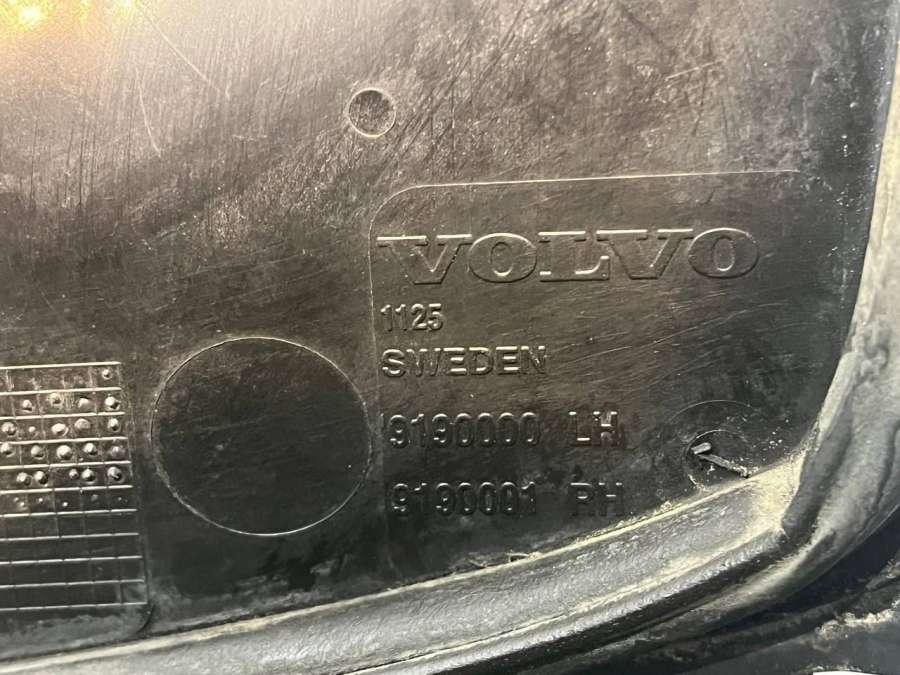 VOLVO
1125
SWEDEN
9190000 LH
9190001 RH